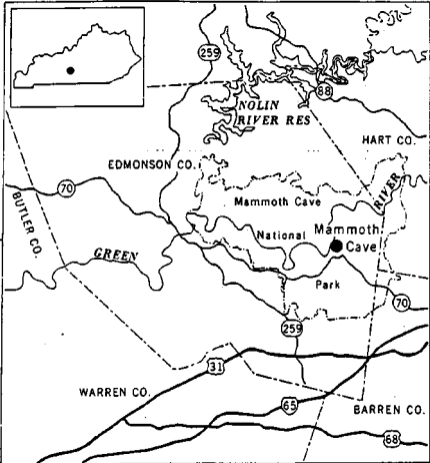 259
88
NOLIN
RIVER RES
HART CO.
EDMONSON CO.
70
BUTLER CO.
Mammoth Cave
RIVER
National
Mammoth
Cave
GREEN
Park
70
259
31
WARREN CO.
65
BARREN CO.
68